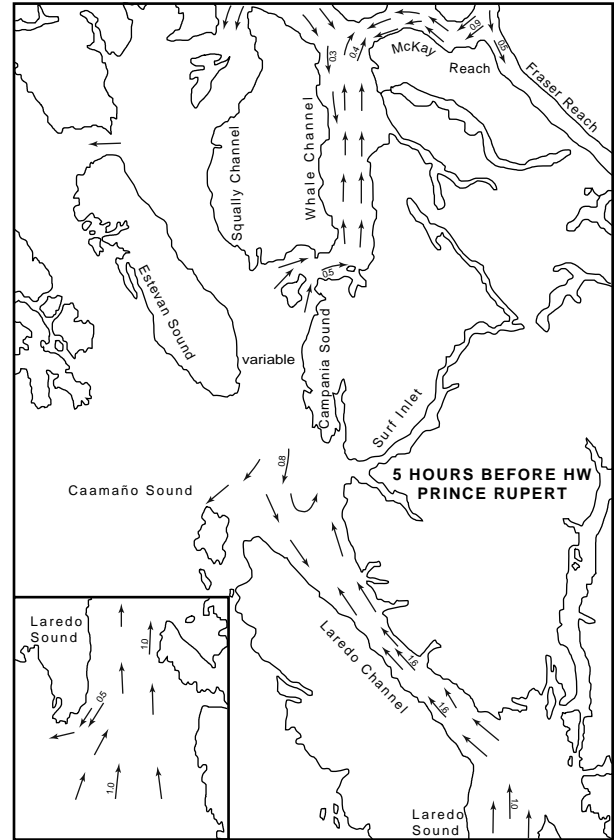 0.9
0.3
0.4
McKay
Reach
0.5
Fraser Reach
Squally Channel
Whale Channel
0.5
Estevan Sound
variable
Campania Sound
Surf Inlet
0.8
5 HOURS BEFORE HW
PRINCE RUPERT
Caamaño Sound
Laredo
Sound
1.0
0.5
1.0
Laredo Channel
1.6
1.6
Laredo
Sound
1.0